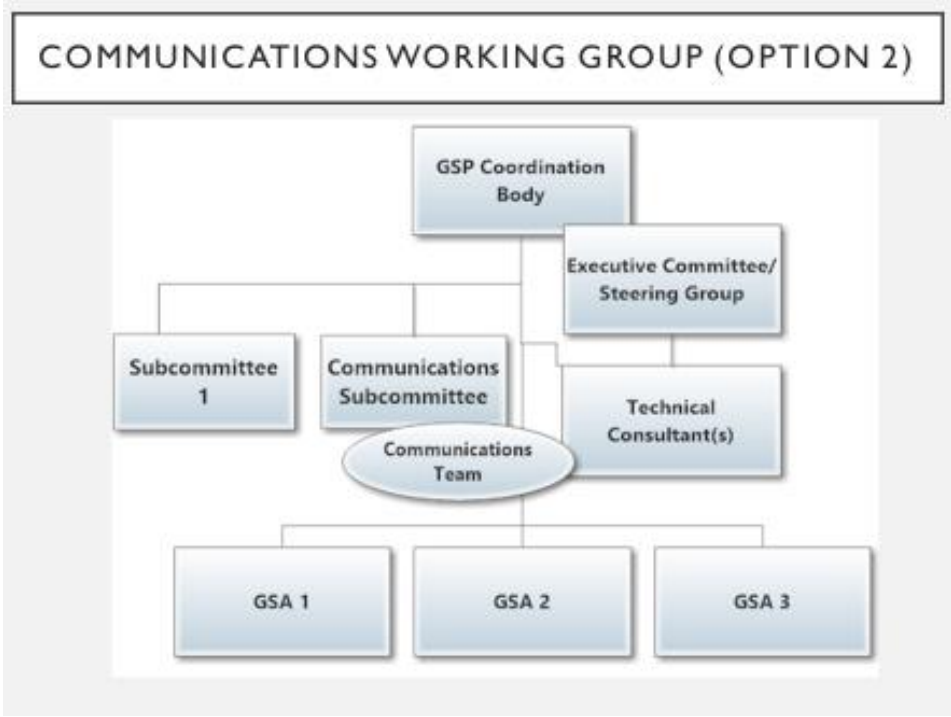 COMMUNICATIONS WORKING GROUP (OPTION 2)
GSP Coordination
Body
Executive Committee/
Steering Group
Subcommittee
1
Communications
Subcommittee
Technical
Consultant(s)
Communications
Team
GSA 1
GSA 2
GSA 3